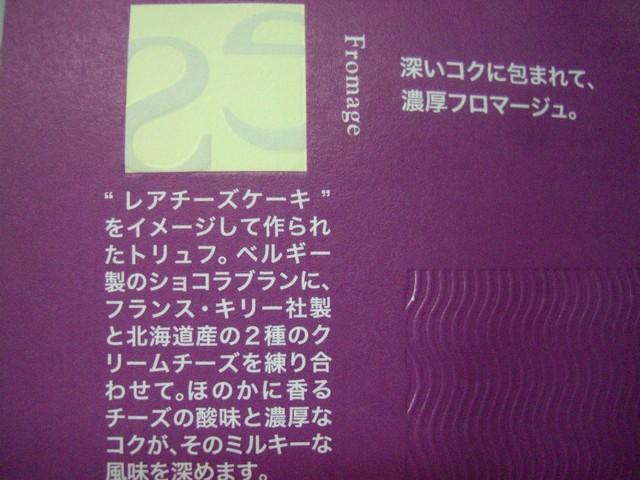 Fromage
深いコクに包まれて、
濃厚フロマージュ。
“レアチーズケーキ”
をイメージして作られ
たトリュフ。ベルギー
製のショコラブランに、
フランス・キリー社製
と北海道産の2種のク
リームチーズを練り合
わせて。ほのかに香る
チーズの酸味と濃厚な
コクが、そのミルキーな
風味を深めます。